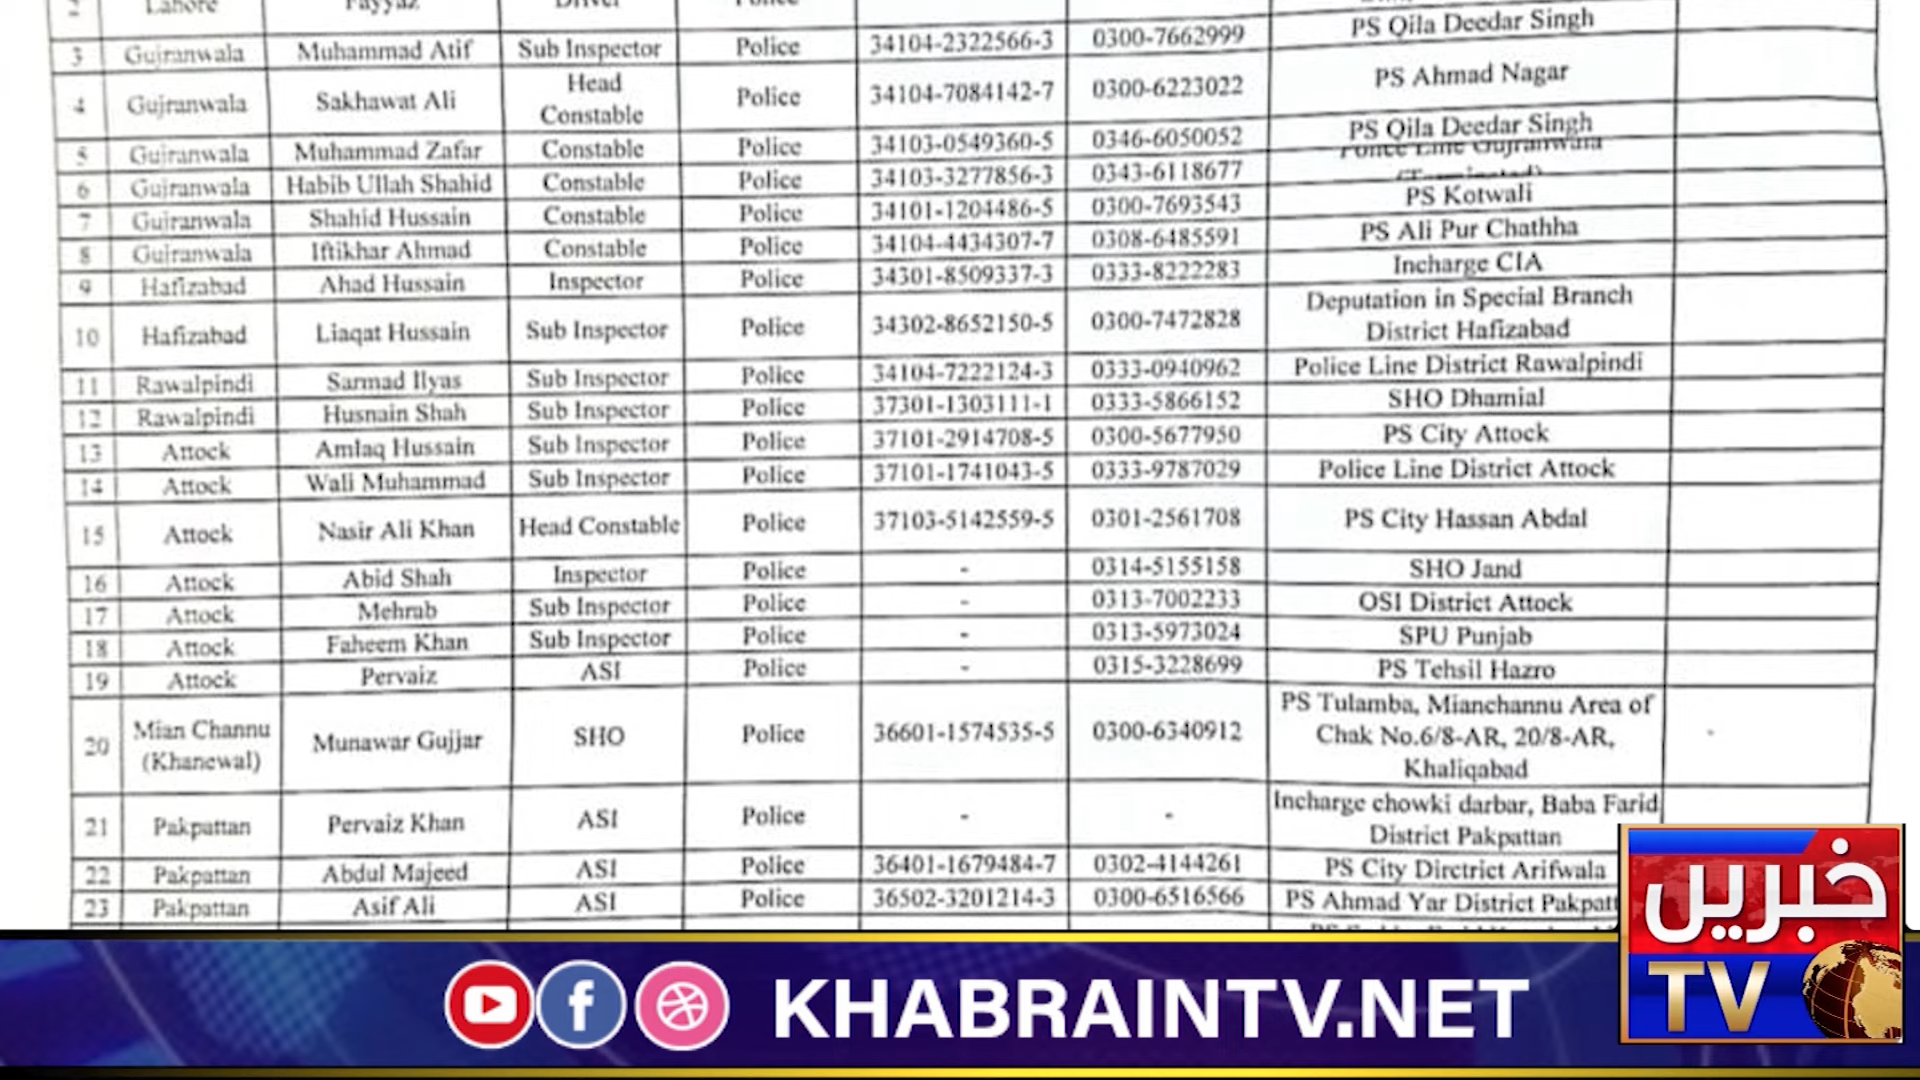 2 Lahore Fayyaz Driver Police
PS Qila Deedar Singh
3 Gujranwala Muhammad Atif Sub Inspector Police 34104-2322566-3 0300-7662999
4 Gujranwala Sakhawat Ali Head Constable Police 34104-7084142-7 0300-6223022 PS Ahmad Nagar
5 Gujranwala Muhammad Zafar Constable Police 34103-0549360-5 0346-6050052 PS Qila Deedar Singh
Police Line Gujranwala
6 Gujranwala Habib Ullah Shahid Constable Police 34103-3277856-3 0343-6118677
7 Gujranwala Shahid Hussain Constable Police 34101-1204486-5 0300-7693543 PS Kotwali
8 Gujranwala Iftikhar Ahmad Constable Police 34104-4434307-7 0308-6485591 PS Ali Pur Chathha
9 Hafizabad Ahad Hussain Inspector Police 34301-8509337-3 0333-8222283 Incharge CIA
10 Hafizabad Liaqat Hussain Sub Inspector Police 34302-8652150-5 0300-7472828 Deputation in Special Branch District Hafizabad
11 Rawalpindi Sarmad Ilyas Sub Inspector Police 34104-7222124-3 0333-0940962 Police Line District Rawalpindi
12 Rawalpindi Husnain Shah Sub Inspector Police 37301-1303111-1 0333-5866152 SHO Dhamial
13 Attock Amlaq Hussain Sub Inspector Police 37101-2914708-5 0300-5677950 PS City Attock
14 Attock Wali Muhammad Sub Inspector Police 37101-1741043-5 0333-9787029 Police Line District Attock
15 Attock Nasir Ali Khan Head Constable Police 37103-5142559-5 0301-2561708 PS City Hassan Abdal
16 Attock Abid Shah Inspector Police - 0314-5155158 SHO Jand
17 Attock Mehrab Sub Inspector Police - 0313-7002233 OSI District Attock
18 Attock Faheem Khan Sub Inspector Police - 0313-5973024 SPU Punjab
19 Attock Pervaiz ASI Police - 0315-3228699 PS Tehsil Hazro
20 Mian Channu (Khanewal) Munawar Gujjar SHO Police 36601-1574535-5 0300-6340912 PS Tulamba, Mianchannu Area of Chak No.6/8-AR, 20/8-AR, Khaliqabad
21 Pakpattan Pervaiz Khan ASI Police - - Incharge chowki darbar, Baba Farid District Pakpattan
22 Pakpattan Abdul Majeed ASI Police 36401-1679484-7 0302-4144261 PS City Dirctrict Arifwala
23 Pakpattan Asif Ali ASI Police 36502-3201214-3 0300-6516566 PS Ahmad Yar District Pakpatt
خبریں
TV
KHABRAINTV.NET